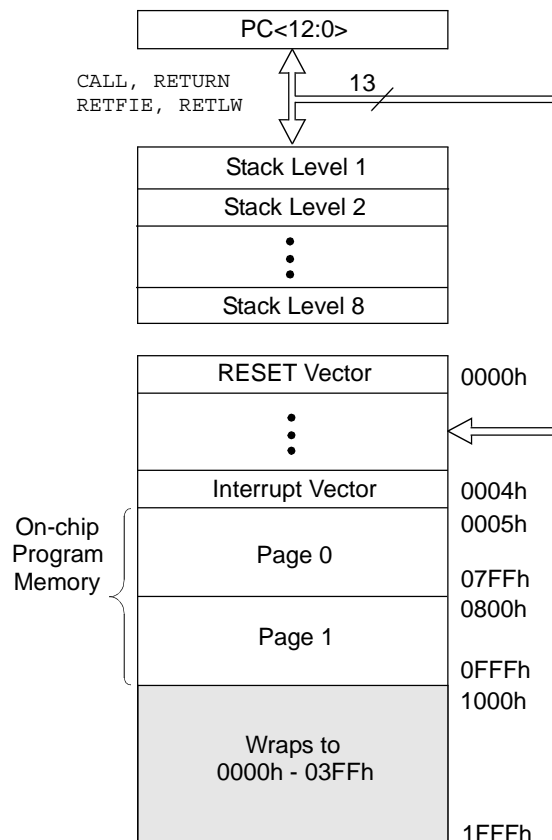 PC<12:0>
CALL, RETURN
RETFIE, RETLW
13
Stack Level 1
Stack Level 2
Stack Level 8
RESET Vector
0000h
Interrupt Vector
0004h
On-chip
Program
Memory
0005h
Page 0
07FFh
0800h
Page 1
0FFFh
1000h
Wraps to
0000h - 03FFh
1FFFh